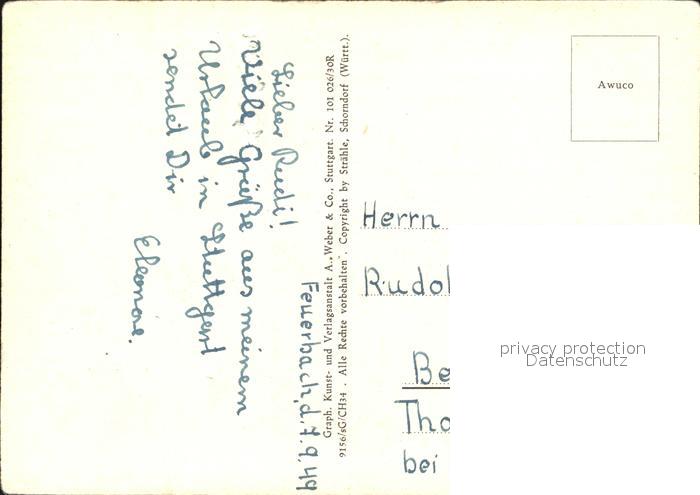 Feuerbach, d. 7. 9. 49
Lieber Rudi!
Viele Grüße aus meinem
Urlaub in Stuttgart
sendet Dir
Eleonore.
Graph. Kunst- und Verlagsanstalt A. Weber & Co., Stuttgart. Nr. 101 026/30R
9156/sG/CH34 . Alle Rechte vorbehalten . Copyright by Strähle, Schorndorf (Württ.).
Awuco
Herrn
Rudol
Be
Tho
bei
privacy protection
Datenschutz